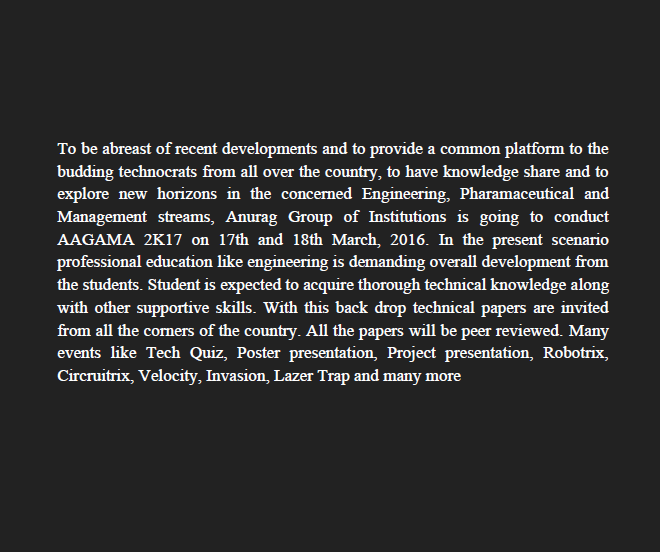 To be abreast of recent developments and to provide a common platform to the
budding technocrats from all over the country, to have knowledge share and to
explore new horizons in the concerned Engineering, Pharamaceutical and
Management streams, Anurag Group of Institutions is going to conduct
AAGAMA 2K17 on 17th and 18th March, 2016. In the present scenario
professional education like engineering is demanding overall development from
the students. Student is expected to acquire thorough technical knowledge along
with other supportive skills. With this back drop technical papers are invited
from all the corners of the country. All the papers will be peer reviewed. Many
events like Tech Quiz, Poster presentation, Project presentation, Robotrix,
Circruitrix, Velocity, Invasion, Lazer Trap and many more